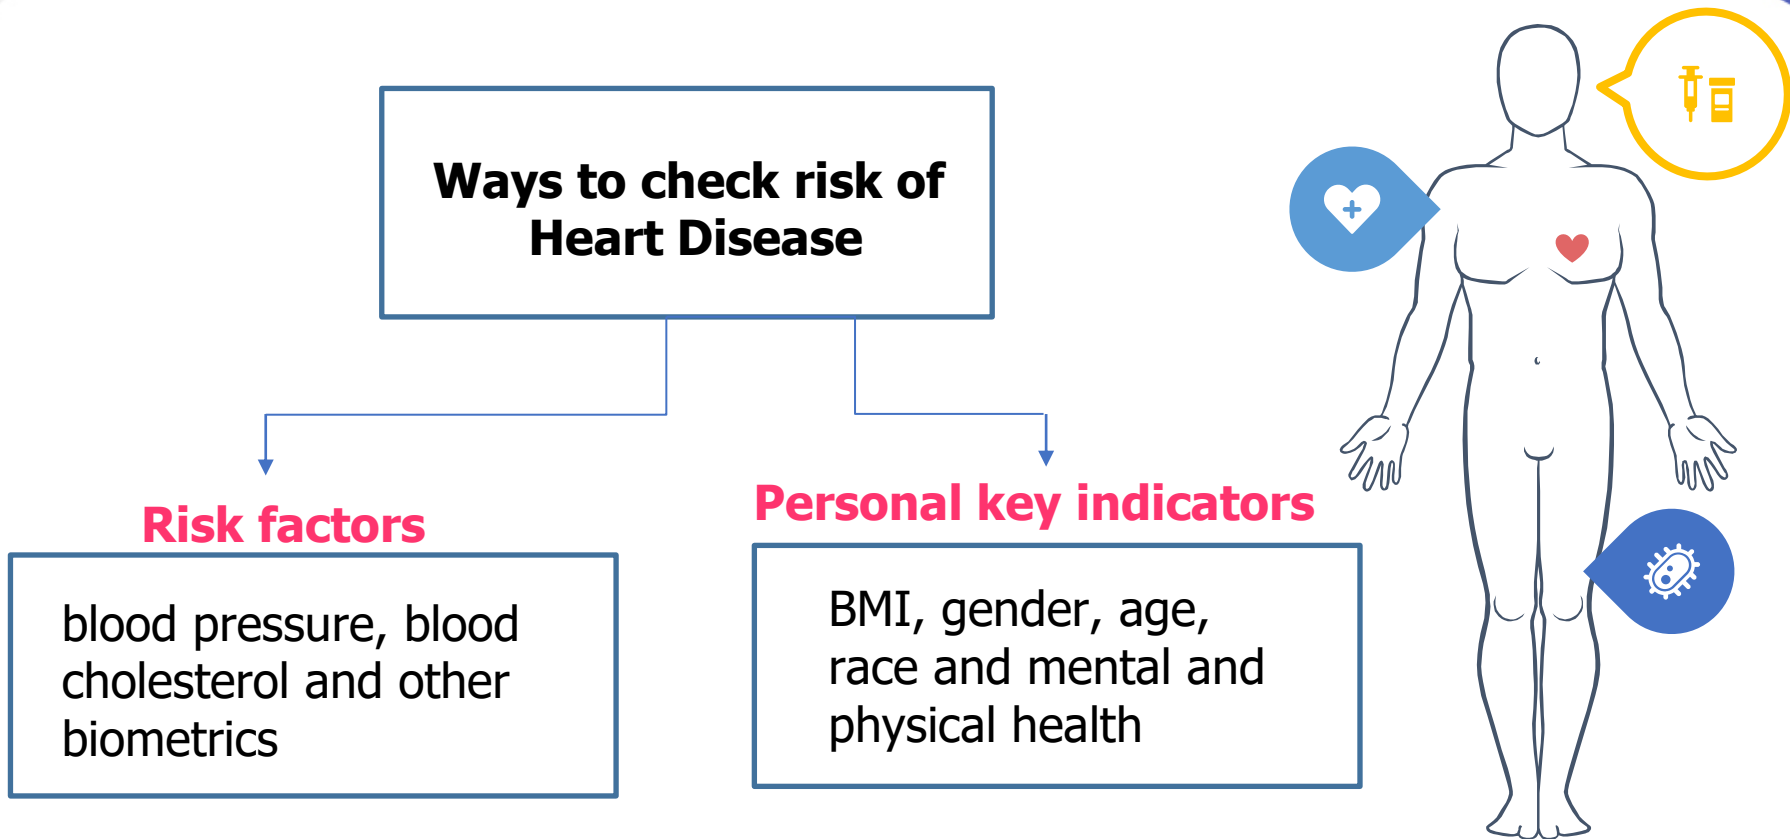 Ways to check risk of
Heart Disease
Risk factors
blood pressure, blood
cholesterol and other
biometrics
Personal key indicators
BMI, gender, age,
race and mental and
physical health